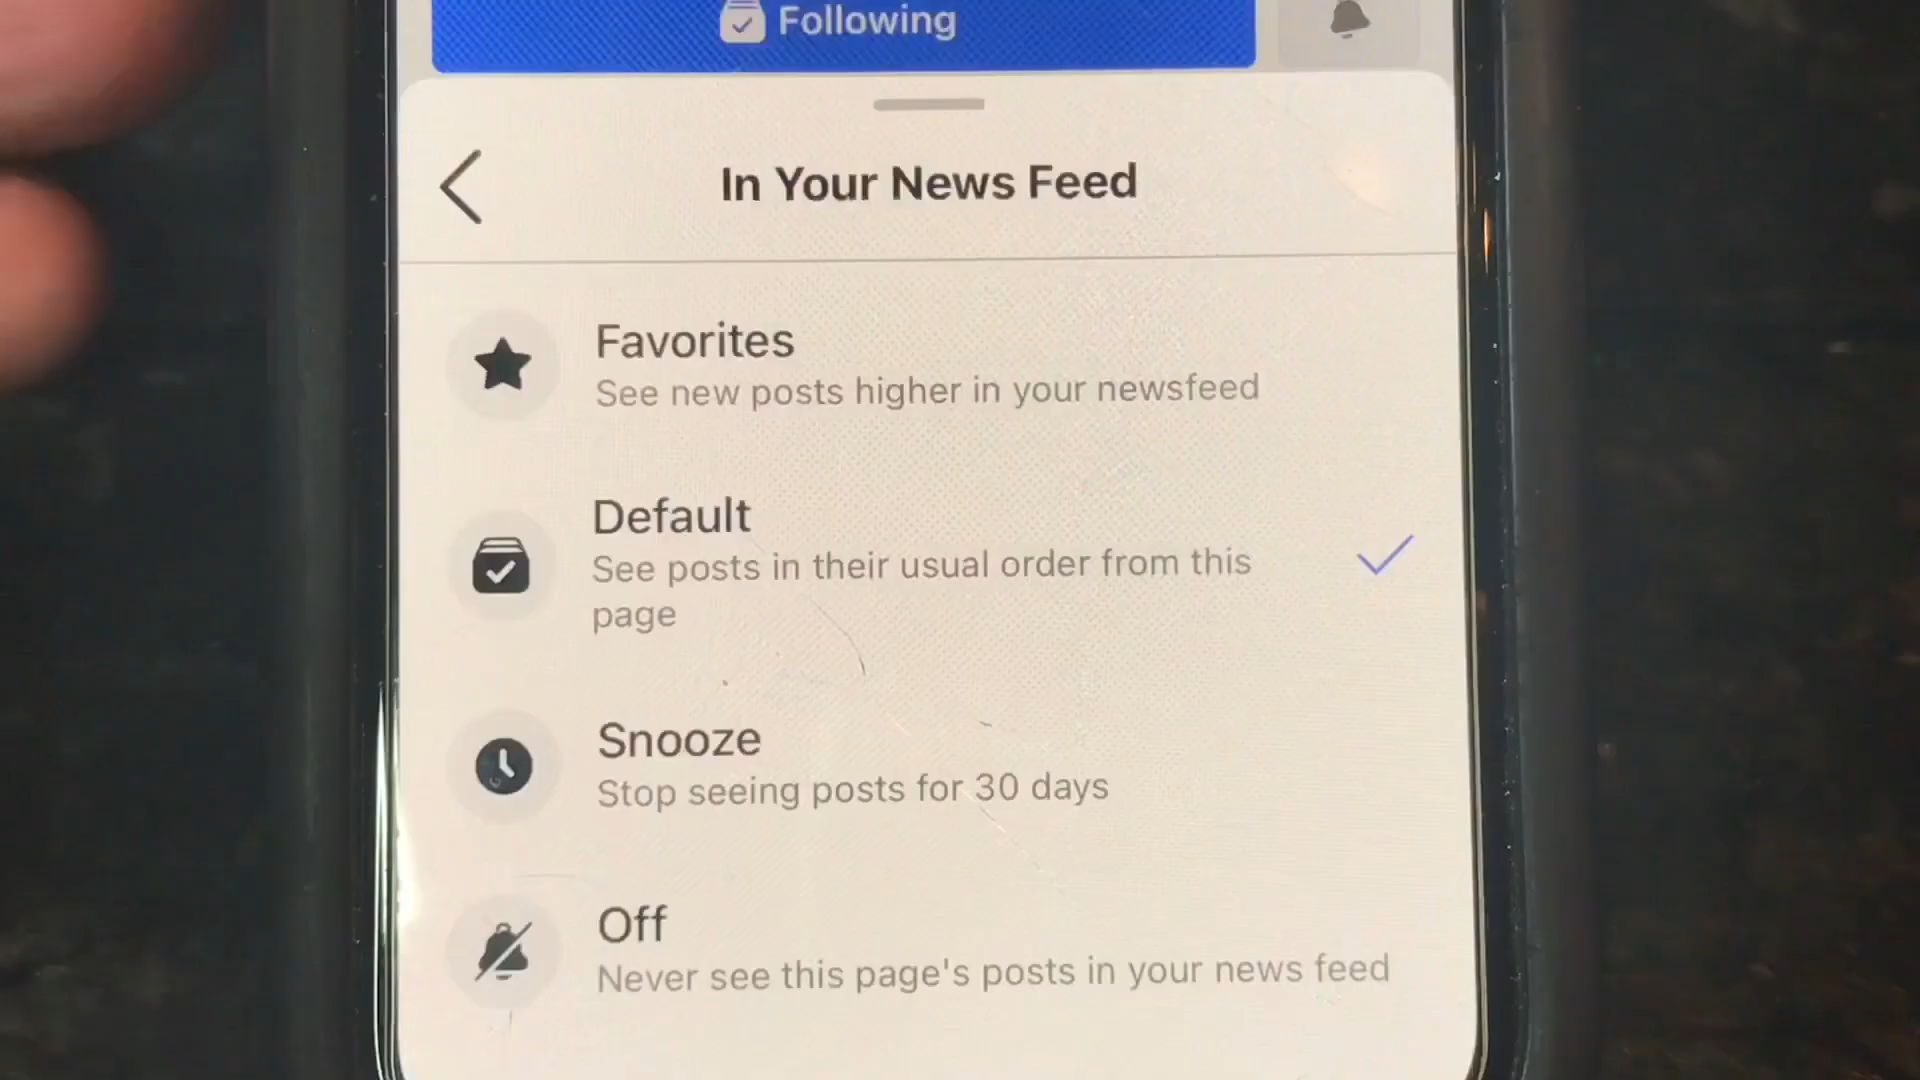 Following
In Your News Feed
Favorites
See new posts higher in your newsfeed
Default
See posts in their usual order from this
page
Snooze
Stop seeing posts for 30 days
Off
Never see this page's posts in your news feed